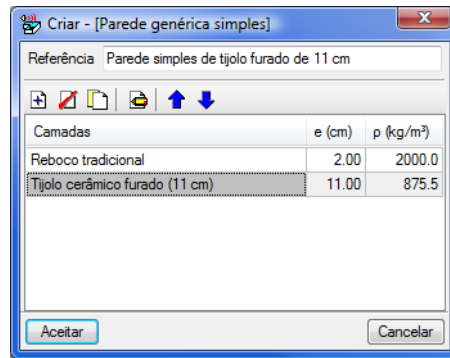 Criar - [Parede genérica simples]
Referência Parede simples de tijolo furado de 11 cm
Camadas e (cm) ρ (kg/m³)
Reboco tradicional 2.00 2000.0
Tijolo cerâmico furado (11 cm) 11.00 875.5
Aceitar Cancelar